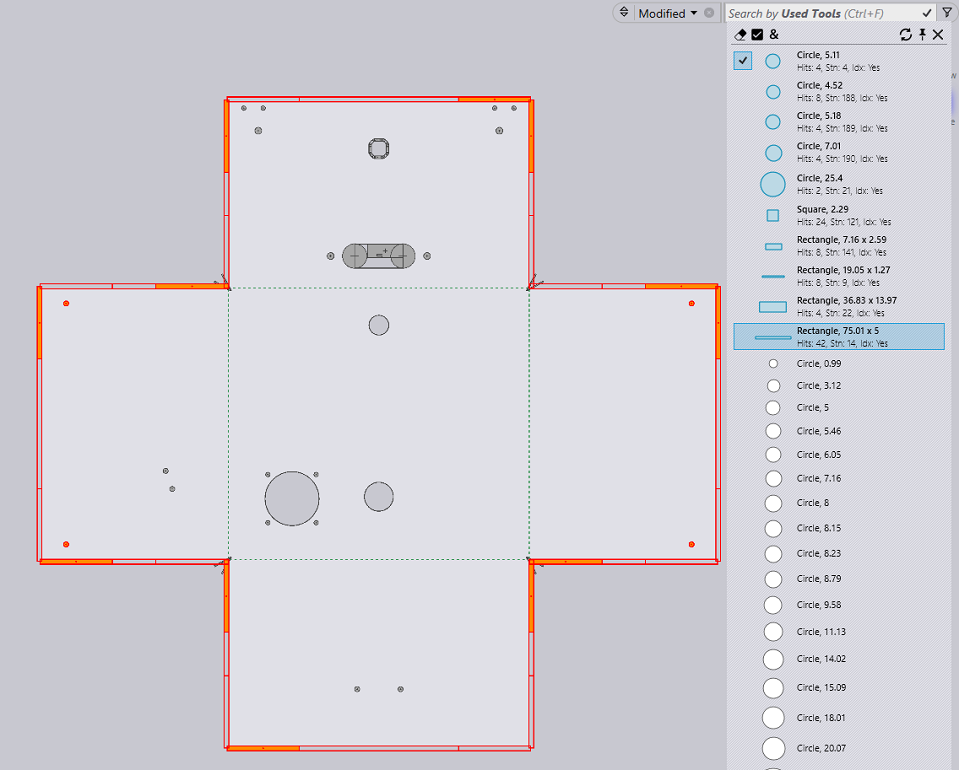 Modified
Search by Used Tools (Ctrl+F)
&
Circle, 5.11
Hits: 4, Stn: 4, Idx: Yes
Circle, 4.52
Hits: 8, Stn: 188, Idx: Yes
Circle, 5.18
Hits: 4, Stn: 189, Idx: Yes
Circle, 7.01
Hits: 4, Stn: 190, Idx: Yes
Circle, 25.4
Hits: 2, Stn: 21, Idx: Yes
Square, 2.29
Hits: 24, Stn: 121, Idx: Yes
Rectangle, 7.16 x 2.59
Hits: 8, Stn: 141, Idx: Yes
Rectangle, 19.05 x 1.27
Hits: 8, Stn: 9, Idx: Yes
Rectangle, 36.83 x 13.97
Hits: 4, Stn: 22, Idx: Yes
Rectangle, 75.01 x 5
Hits: 42, Stn: 14, Idx: Yes
Circle, 0.99
Circle, 3.12
Circle, 5
Circle, 5.46
Circle, 6.05
Circle, 7.16
Circle, 8
Circle, 8.15
Circle, 8.23
Circle, 8.79
Circle, 9.58
Circle, 11.13
Circle, 14.02
Circle, 15.09
Circle, 18.01
Circle, 20.07